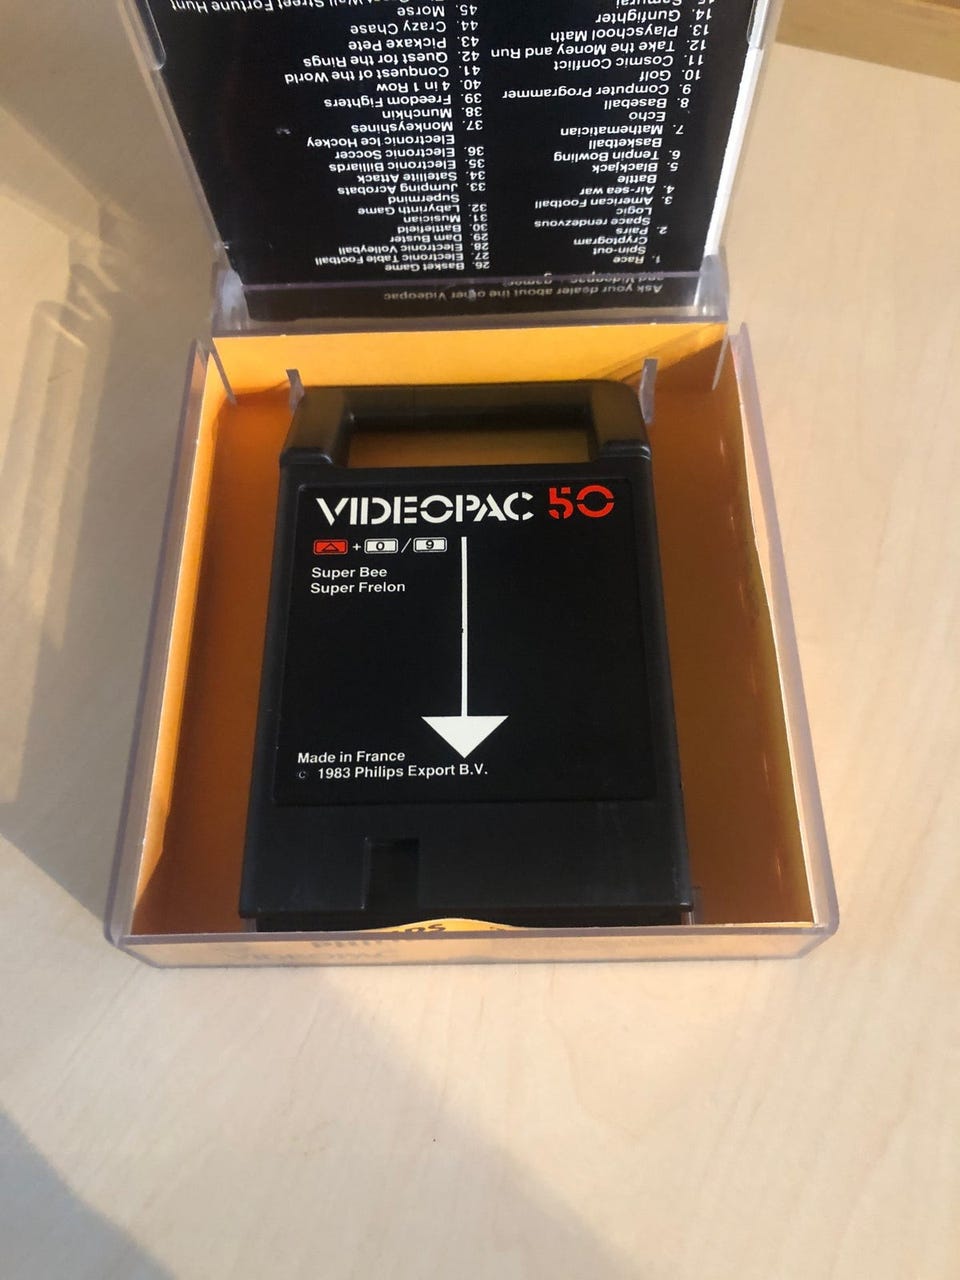 Ask your dealer about the other Videopac
and Videopac + games:
1. Race
Spin-out
Cryptogram
2. Pairs
Space rendezvous
Logic
3. American Football
4. Air-sea war
Battle
5. Blackjack
6. Tenpin Bowling
Basketball
7. Mathematician
Echo
8. Baseball
9. Computer Programmer
10. Golf
11. Cosmic Conflict
12. Take the Money and Run
13. Playschool Math
14. Gunfighter
15. Samurai
26. Basket Game
27. Electronic Table Football
28. Electronic Volleyball
29. Dam Buster
30. Battlefield
31. Musician
32. Labyrinth Game
Supermind
33. Jumping Acrobats
34. Satellite Attack
35. Electronic Billiards
36. Electronic Soccer
Electronic Ice Hockey
37. Monkeyshines
38. Munchkin
39. Freedom Fighters
40. 4 in 1 Row
41. Conquest of the World
42. Quest for the Rings
43. Pickaxe Pete
44. Crazy Chase
45. Morse
Great Wall Street Fortune Hunt
VIDEOPAC 50
+ 0 / 9
Super Bee
Super Frelon
Made in France
© 1983 Philips Export B.V.